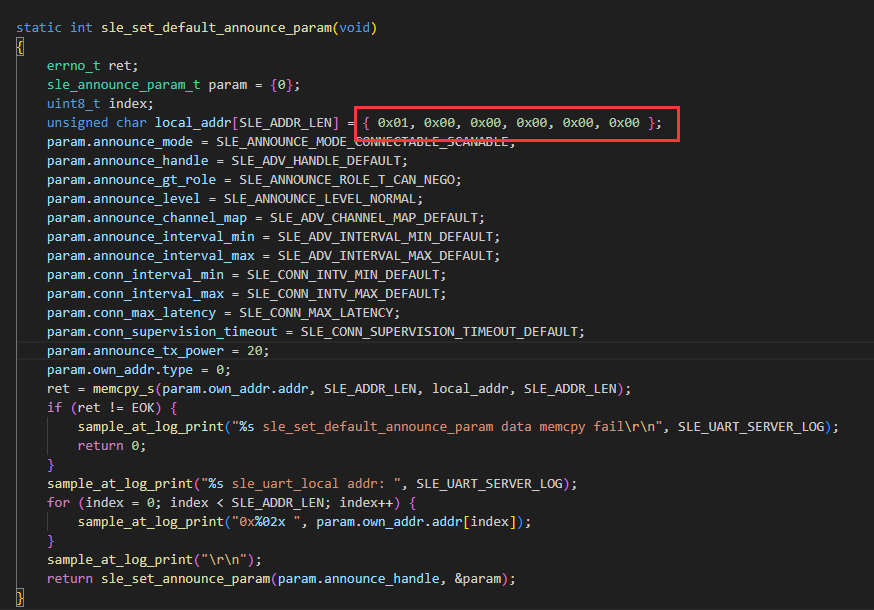 static int sle_set_default_announce_param(void)
{
errno_t ret;
sle_announce_param_t param = {0};
uint8_t index;
unsigned char local_addr[SLE_ADDR_LEN] = { 0x01, 0x00, 0x00, 0x00, 0x00, 0x00 };
param.announce_mode = SLE_ANNOUNCE_MODE_CONNECTABLE_SCANABLE;
param.announce_handle = SLE_ADV_HANDLE_DEFAULT;
param.announce_gt_role = SLE_ANNOUNCE_ROLE_T_CAN_NEGO;
param.announce_level = SLE_ANNOUNCE_LEVEL_NORMAL;
param.announce_channel_map = SLE_ADV_CHANNEL_MAP_DEFAULT;
param.announce_interval_min = SLE_ADV_INTERVAL_MIN_DEFAULT;
param.announce_interval_max = SLE_ADV_INTERVAL_MAX_DEFAULT;
param.conn_interval_min = SLE_CONN_INTV_MIN_DEFAULT;
param.conn_interval_max = SLE_CONN_INTV_MAX_DEFAULT;
param.conn_max_latency = SLE_CONN_MAX_LATENCY;
param.conn_supervision_timeout = SLE_CONN_SUPERVISION_TIMEOUT_DEFAULT;
param.announce_tx_power = 20;
param.own_addr.type = 0;
ret = memcpy_s(param.own_addr.addr, SLE_ADDR_LEN, local_addr, SLE_ADDR_LEN);
if (ret != EOK) {
sample_at_log_print("%s sle_set_default_announce_param data memcpy fail\r\n", SLE_UART_SERVER_LOG);
return 0;
}
sample_at_log_print("%s sle_uart_local addr: ", SLE_UART_SERVER_LOG);
for (index = 0; index < SLE_ADDR_LEN; index++) {
sample_at_log_print("0x%02x ", param.own_addr.addr[index]);
}
sample_at_log_print("\r\n");
return sle_set_announce_param(param.announce_handle, &param);
}